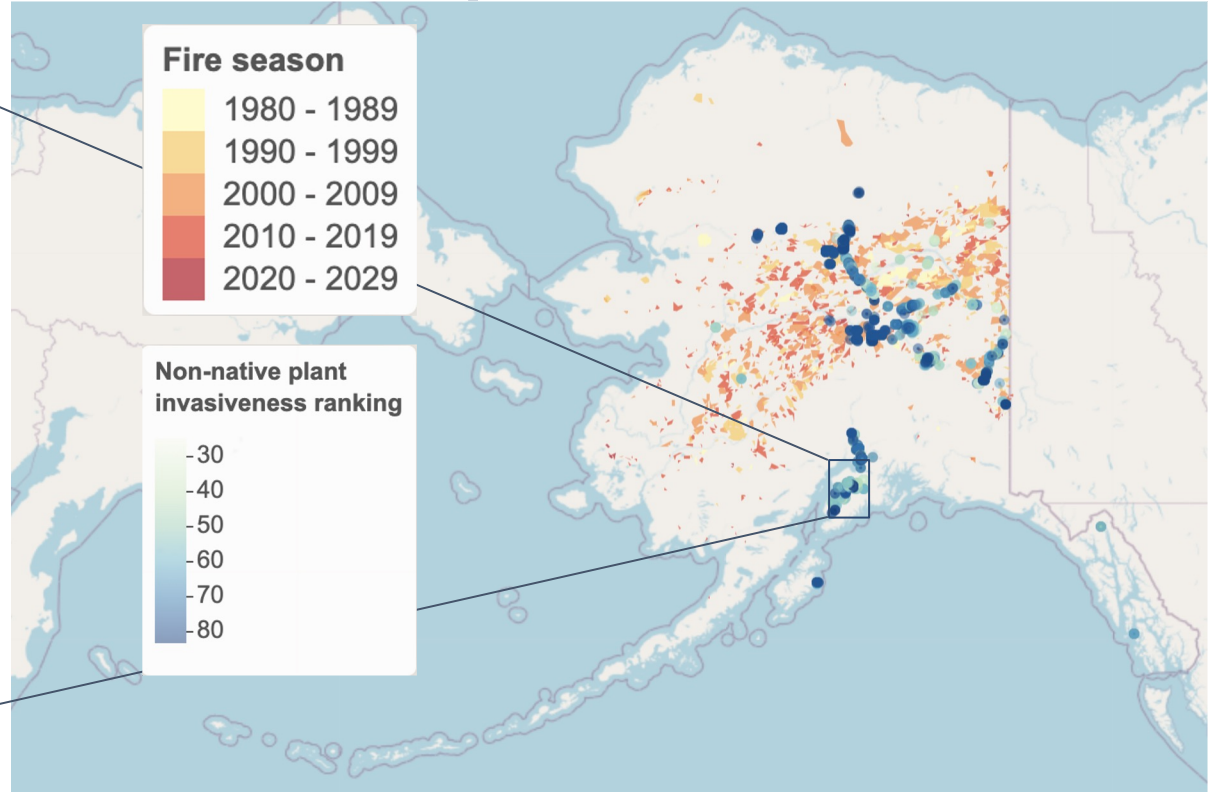 Fire season
1980 - 1989
1990 - 1999
2000 - 2009
2010 - 2019
2020 - 2029
Non-native plant
invasiveness ranking
30
40
50
60
70
80